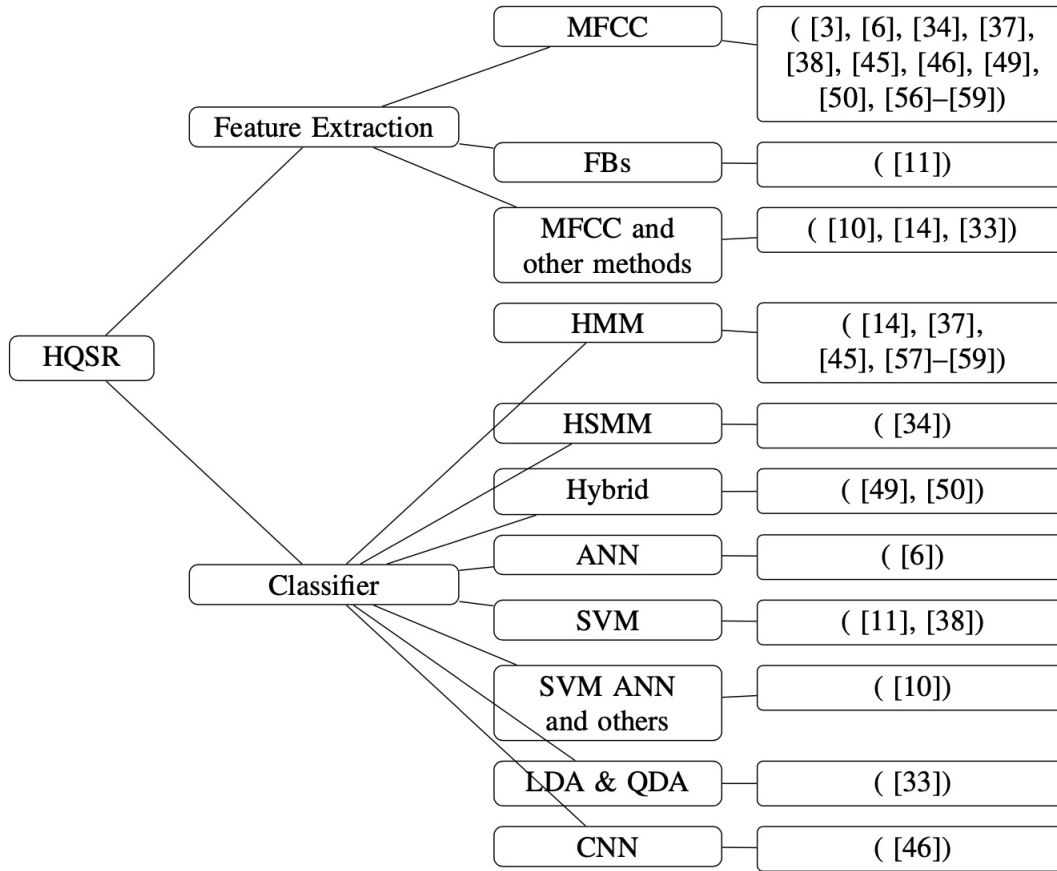 MFCC
( [3], [6], [34], [37],
[38], [45], [46], [49],
[50], [56]–[59])
Feature Extraction
FBs
( [11])
MFCC and
other methods
( [10], [14], [33])
HQSR
HMM
( [14], [37],
[45], [57]–[59])
HSMM
( [34])
Hybrid
( [49], [50])
Classifier
ANN
( [6])
SVM
( [11], [38])
SVM ANN
and others
( [10])
LDA & QDA
( [33])
CNN
( [46])